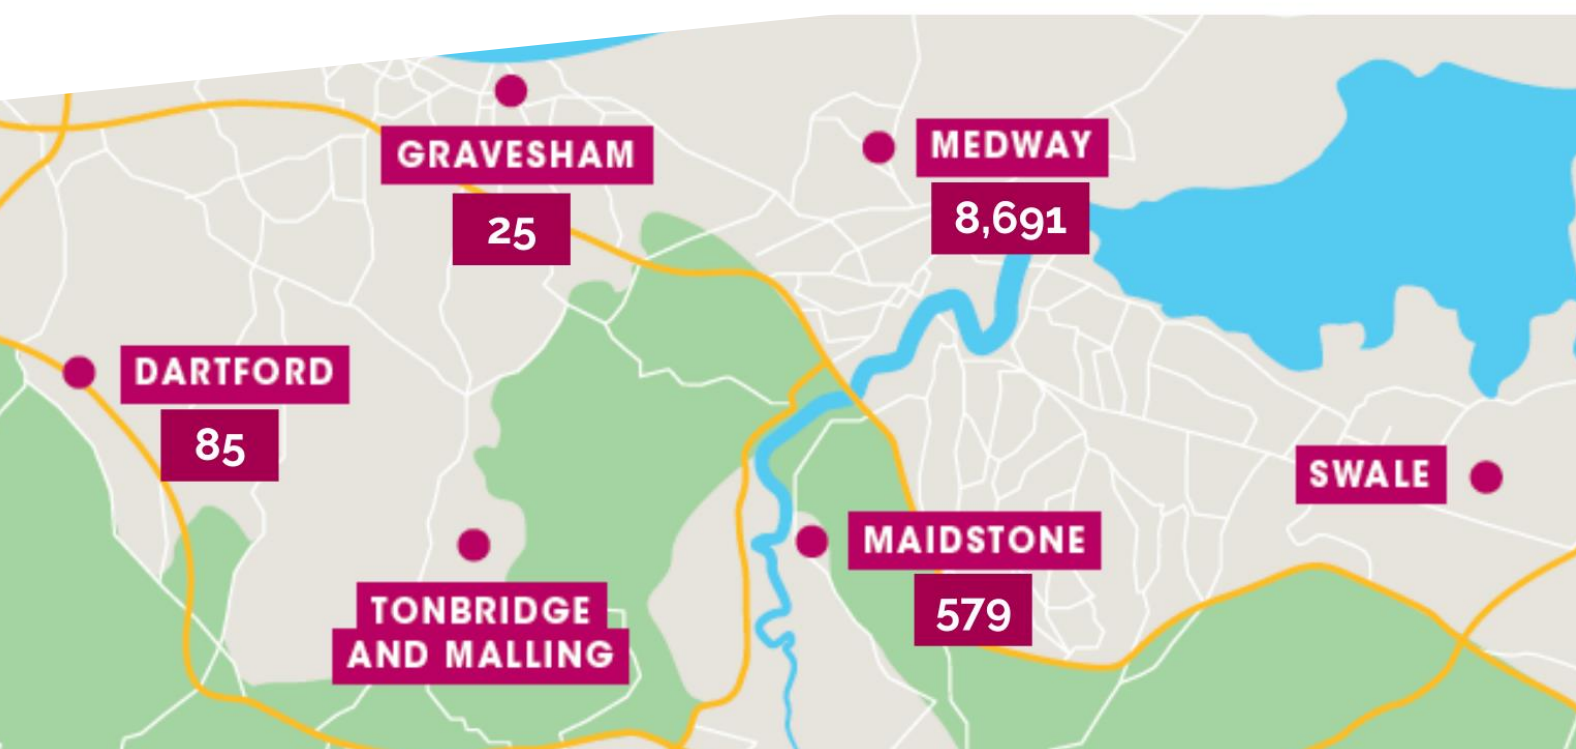 GRAVESHAM
25
MEDWAY
8,691
DARTFORD
85
SWALE
MAIDSTONE
579
TONBRIDGE
AND MALLING